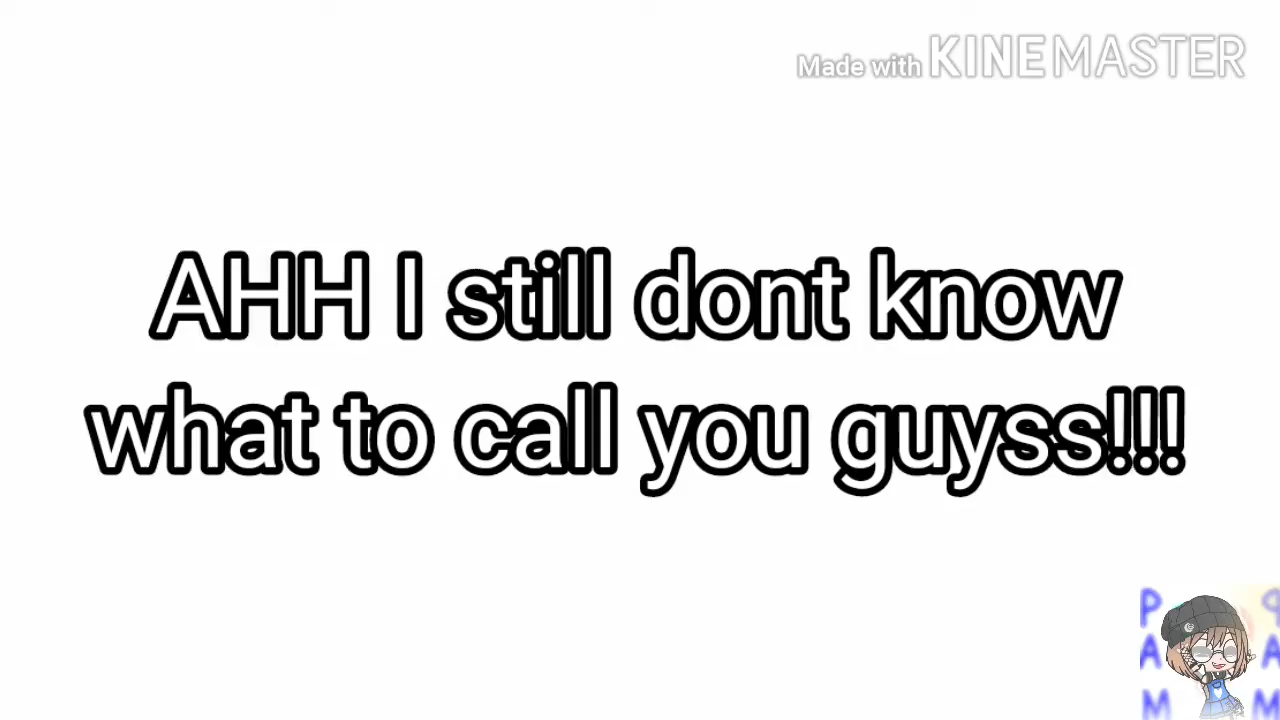 Made with KINEMASTER
AHH I still dont know
what to call you guyss!!!
P
A
M
P
A
M